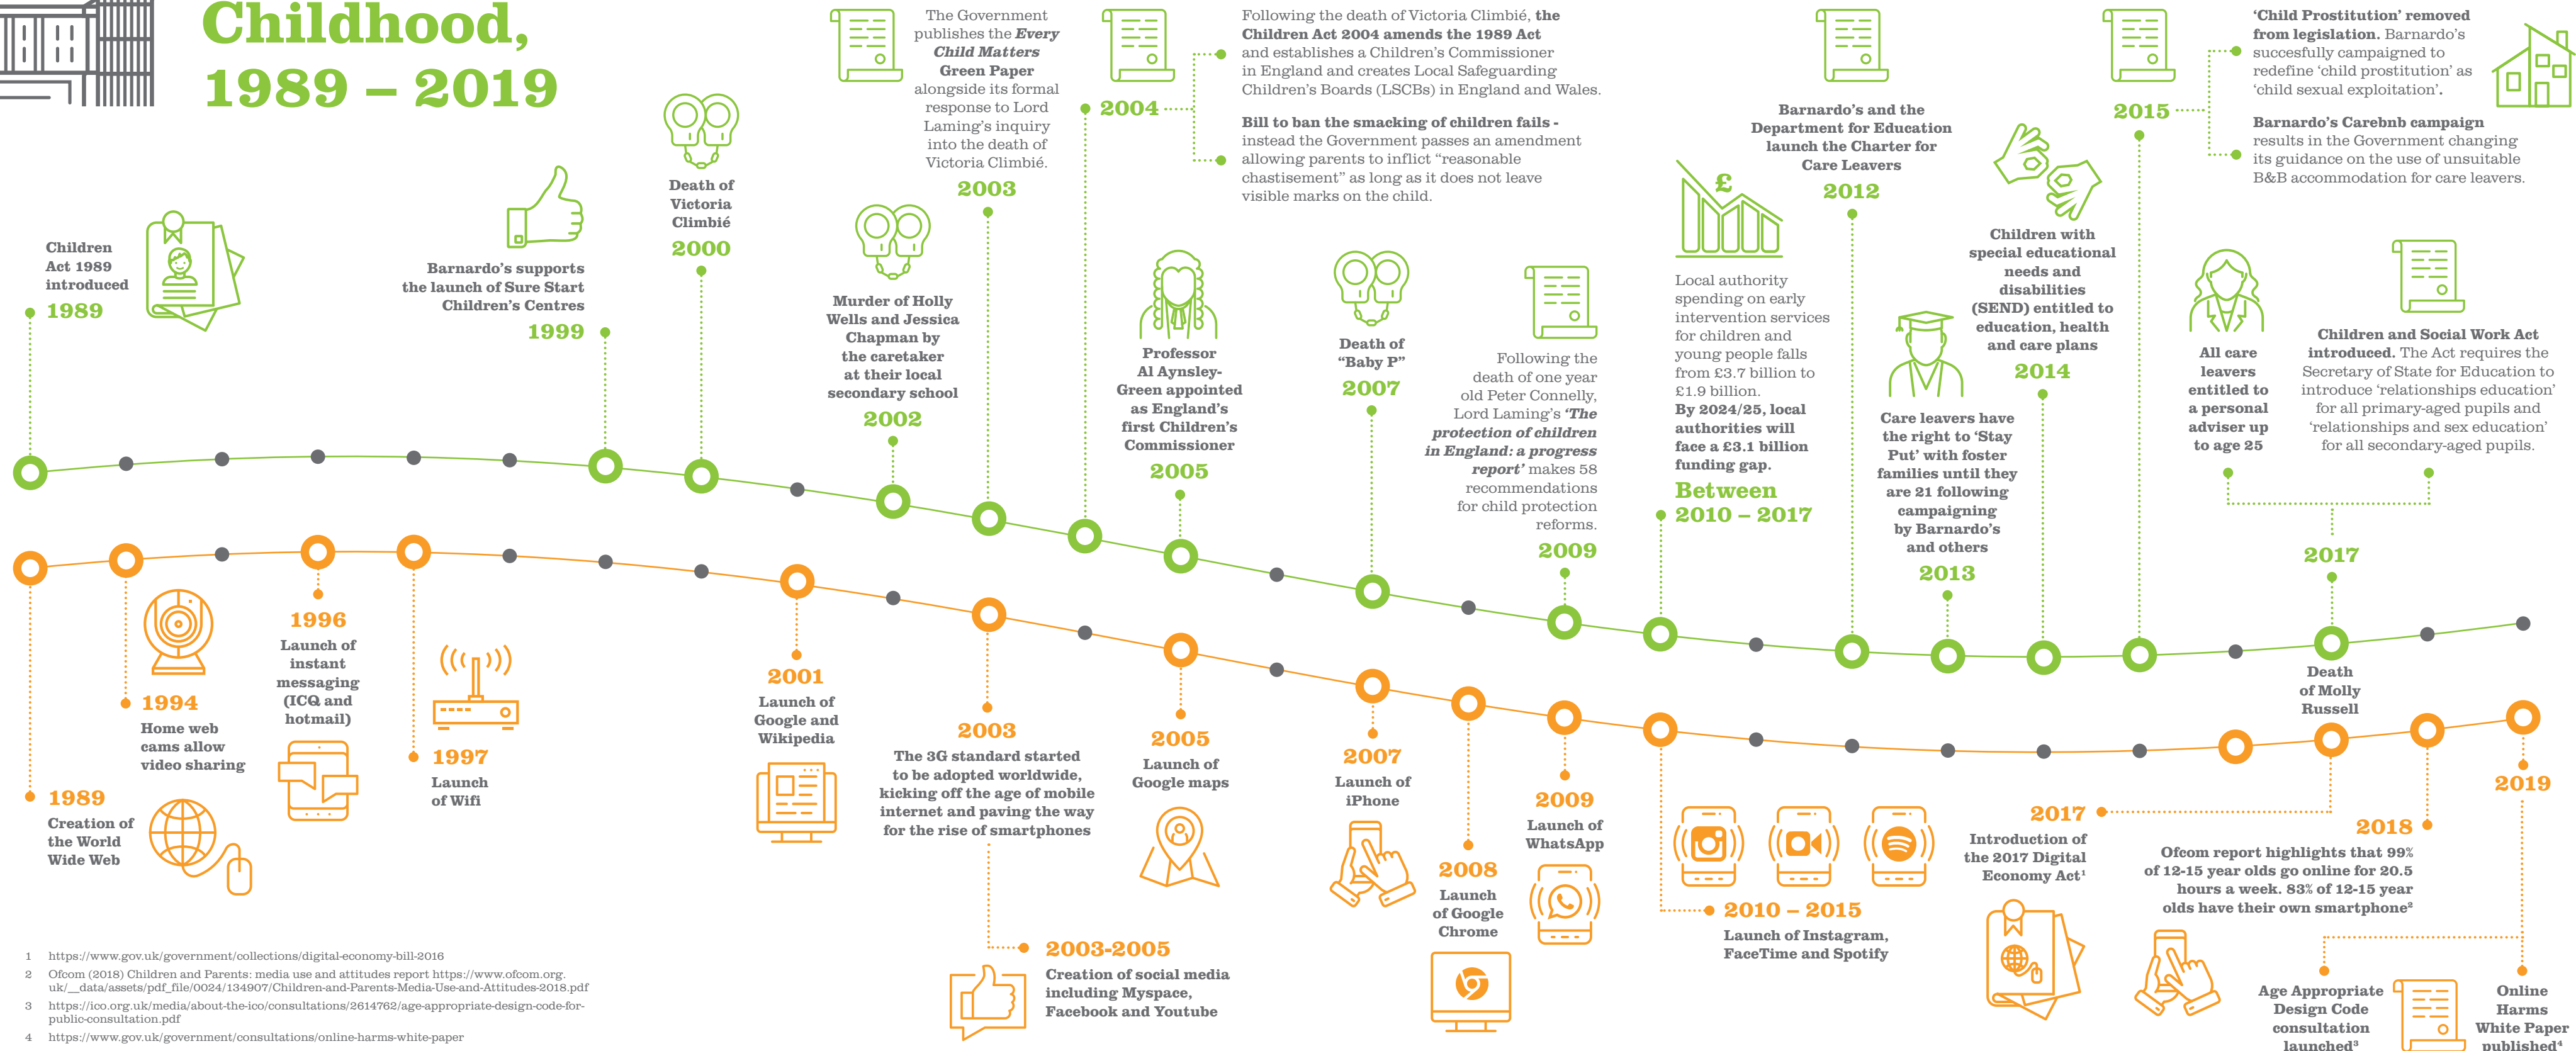 Childhood,
1989 – 2019
Children
Act 1989
introduced
1989
Barnardo's supports
the launch of Sure Start
Children's Centres
1999
Death of
Victoria
Climbié
2000
Murder of Holly
Wells and Jessica
Chapman by
the caretaker
at their local
secondary school
2002
The Government
publishes the Every
Child Matters
Green Paper
alongside its formal
response to Lord
Laming's inquiry
into the death of
Victoria Climbié.
2003
2004
Following the death of Victoria Climbié, the
Children Act 2004 amends the 1989 Act
and establishes a Children's Commissioner
in England and creates Local Safeguarding
Children's Boards (LSCBs) in England and Wales.
Bill to ban the smacking of children fails -
instead the Government passes an amendment
allowing parents to inflict "reasonable
chastisement" as long as it does not leave
visible marks on the child.
Professor
Al Aynsley-
Green appointed
as England's
first Children's
Commissioner
2005
Death of
"Baby P"
2007
Following the
death of one year
old Peter Connelly,
Lord Laming's 'The
protection of children
in England: a progress
report' makes 58
recommendations
for child protection
reforms.
2009
£
Local authority
spending on early
intervention services
for children and
young people falls
from £3.7 billion to
£1.9 billion.
By 2024/25, local
authorities will
face a £3.1 billion
funding gap.
Between
2010 – 2017
Barnardo's and the
Department for Education
launch the Charter for
Care Leavers
2012
Care leavers have
the right to 'Stay
Put' with foster
families until they
are 21 following
campaigning
by Barnardo's
and others
2013
Children with
special educational
needs and
disabilities
(SEND) entitled to
education, health
and care plans
2014
2015
'Child Prostitution' removed
from legislation. Barnardo's
succesfully campaigned to
redefine 'child prostitution' as
'child sexual exploitation'.
Barnardo's Carebnb campaign
results in the Government changing
its guidance on the use of unsuitable
B&B accommodation for care leavers.
All care
leavers
entitled to
a personal
adviser up
to age 25
Children and Social Work Act
introduced. The Act requires the
Secretary of State for Education to
introduce 'relationships education'
for all primary-aged pupils and
'relationships and sex education'
for all secondary-aged pupils.
2017
Death
of Molly
Russell
1989
Creation of
the World
Wide Web
1994
Home web
cams allow
video sharing
1996
Launch of
instant
messaging
(ICQ and
hotmail)
1997
Launch
of Wifi
2001
Launch of
Google and
Wikipedia
2003
The 3G standard started
to be adopted worldwide,
kicking off the age of mobile
internet and paving the way
for the rise of smartphones
2003-2005
Creation of social media
including Myspace,
Facebook and Youtube
2005
Launch of
Google maps
2007
Launch of
iPhone
2008
Launch
of Google
Chrome
2009
Launch of
WhatsApp
2010 – 2015
Launch of Instagram,
FaceTime and Spotify
2017
Introduction of
the 2017 Digital
Economy Act¹
2018
Ofcom report highlights that 99%
of 12-15 year olds go online for 20.5
hours a week. 83% of 12-15 year
olds have their own smartphone²
2019
Age Appropriate
Design Code
consultation
launched³
Online
Harms
White Paper
published⁴
1 https://www.gov.uk/government/collections/digital-economy-bill-2016
2 Ofcom (2018) Children and Parents: media use and attitudes report https://www.ofcom.org.
uk/__data/assets/pdf_file/0024/134907/Children-and-Parents-Media-Use-and-Attitudes-2018.pdf
3 https://ico.org.uk/media/about-the-ico/consultations/2614762/age-appropriate-design-code-for-
public-consultation.pdf
4 https://www.gov.uk/government/consultations/online-harms-white-paper